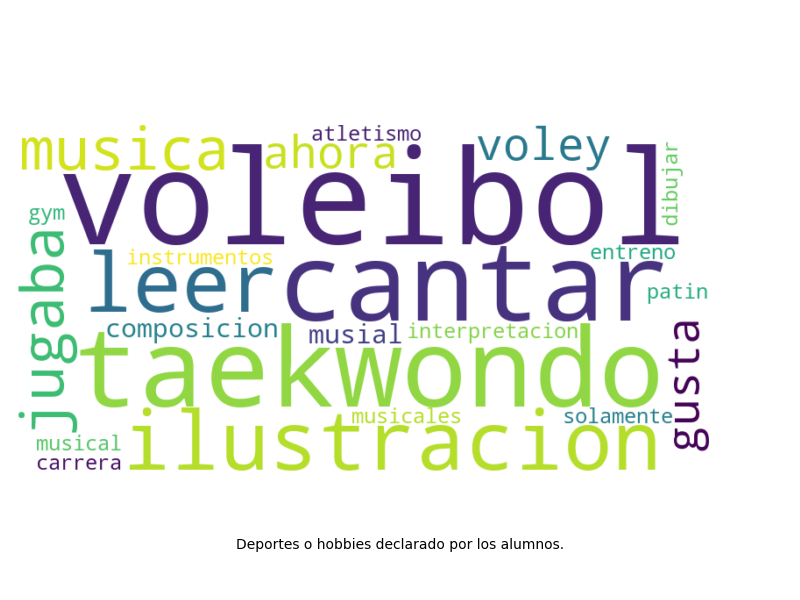 atletismo
musica
ahora
voley
voleibol
dibujar
gym
jugaba
instrumentos
entreno
leer
cantar
patin
composicion
musial
interpretacion
taekwondo
gusta
musicales
solamente
ilustracion
musical
carrera
Deportes o hobbies declarado por los alumnos.